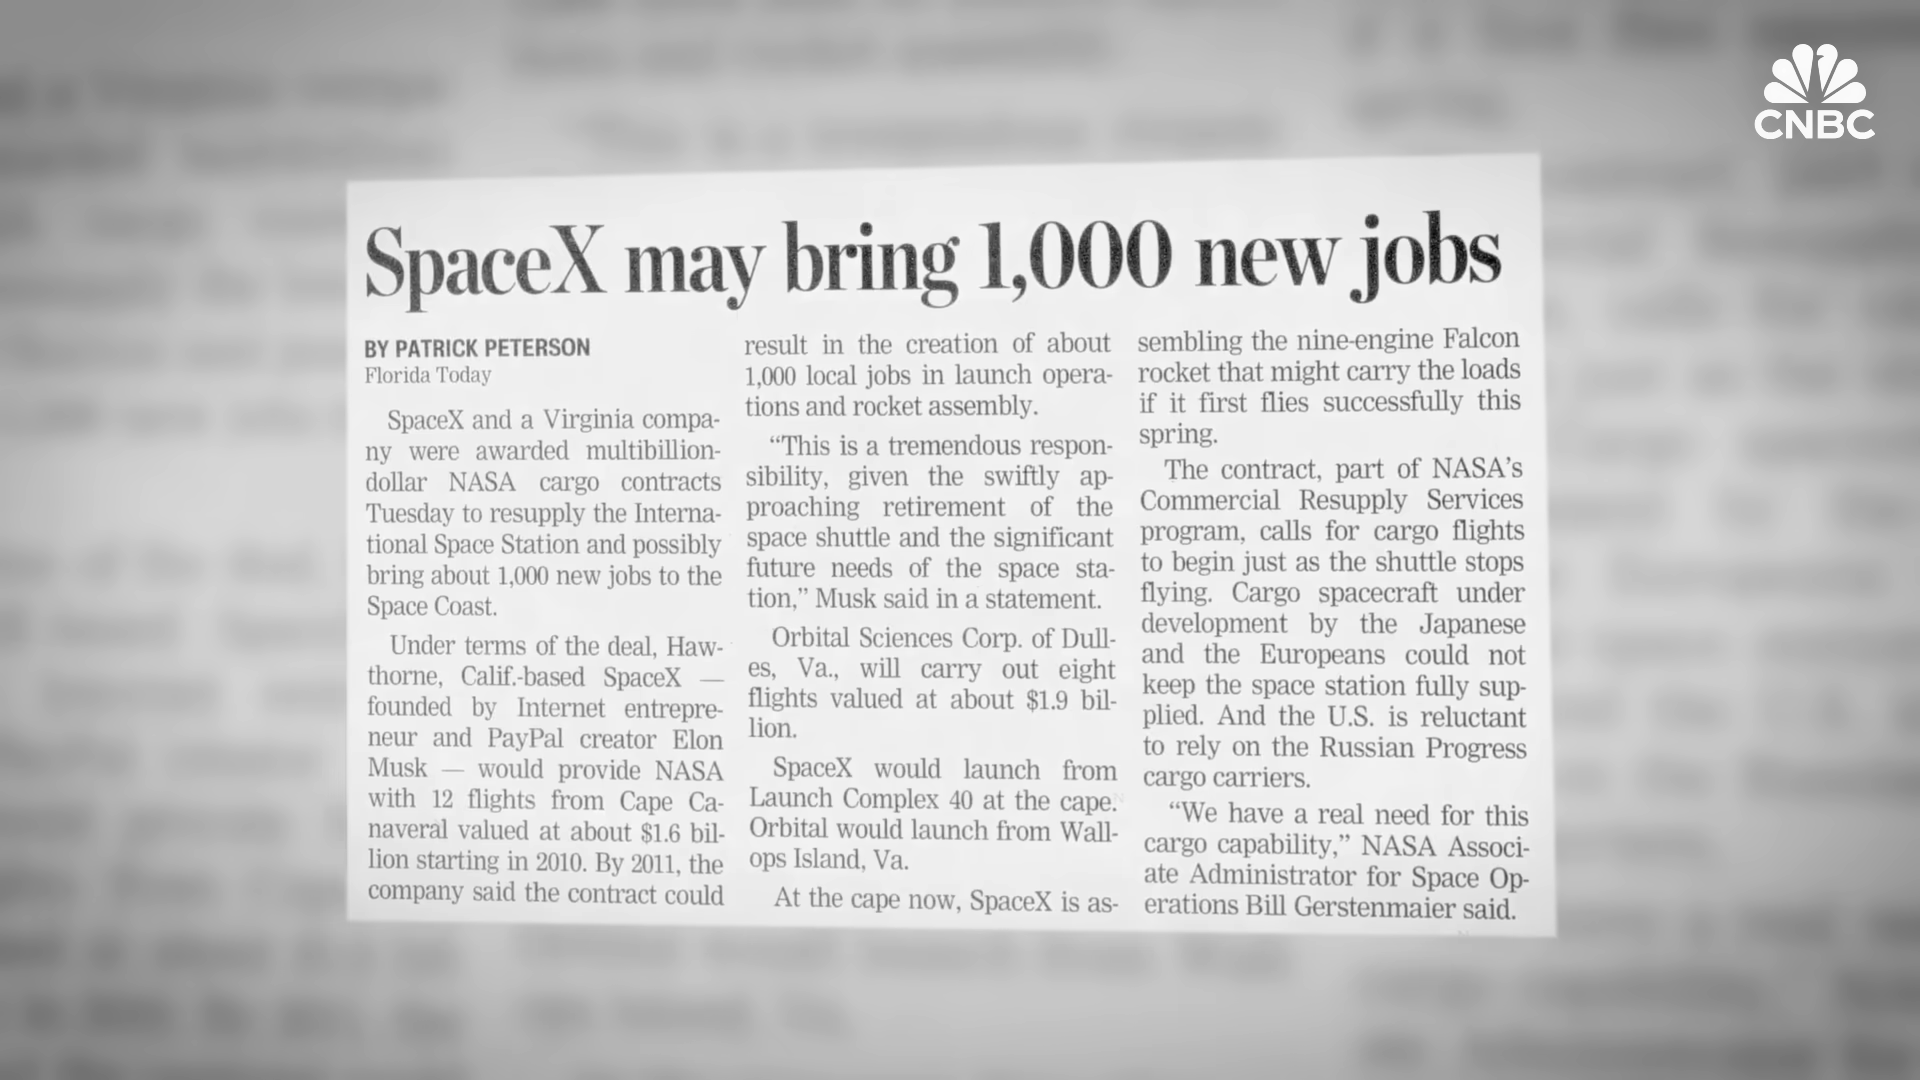 CNBC
SpaceX may bring 1,000 new jobs
BY PATRICK PETERSON
Florida Today
SpaceX and a Virginia compa-
ny were awarded multibillion-
dollar NASA cargo contracts
Tuesday to resupply the Interna-
tional Space Station and possibly
bring about 1,000 new jobs to the
Space Coast.
Under terms of the deal, Haw-
thorne, Calif.-based SpaceX —
founded by Internet entrepre-
neur and PayPal creator Elon
Musk — would provide NASA
with 12 flights from Cape Ca-
naveral valued at about $1.6 bil-
lion starting in 2010. By 2011, the
company said the contract could
result in the creation of about
1,000 local jobs in launch opera-
tions and rocket assembly.
“This is a tremendous respon-
sibility, given the swiftly ap-
proaching retirement of the
space shuttle and the significant
future needs of the space sta-
tion,” Musk said in a statement.
Orbital Sciences Corp. of Dull-
es, Va., will carry out eight
flights valued at about $1.9 bil-
lion.
SpaceX would launch from
Launch Complex 40 at the cape.
Orbital would launch from Wall-
ops Island, Va.
At the cape now, SpaceX is as-
sembling the nine-engine Falcon
rocket that might carry the loads
if it first flies successfully this
spring.
The contract, part of NASA’s
Commercial Resupply Services
program, calls for cargo flights
to begin just as the shuttle stops
flying. Cargo spacecraft under
development by the Japanese
and the Europeans could not
keep the space station fully sup-
plied. And the U.S. is reluctant
to rely on the Russian Progress
cargo carriers.
“We have a real need for this
cargo capability,” NASA Associ-
ate Administrator for Space Op-
erations Bill Gerstenmaier said.